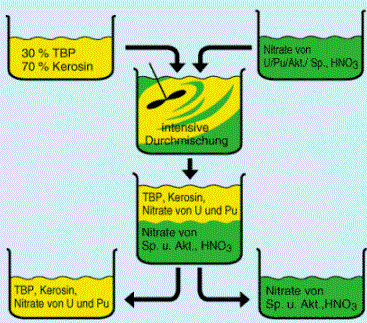 30 % TBP
70 % Kerosin
Nitrate von
U/Pu/Akt./ Sp., HNO3
intensive
Durchmischung
TBP, Kerosin,
Nitrate von U und Pu
Nitrate von
Sp. u. Akt., HNO3
TBP, Kerosin,
Nitrate von U und Pu
Nitrate von
Sp. u. Akt.,HNO3